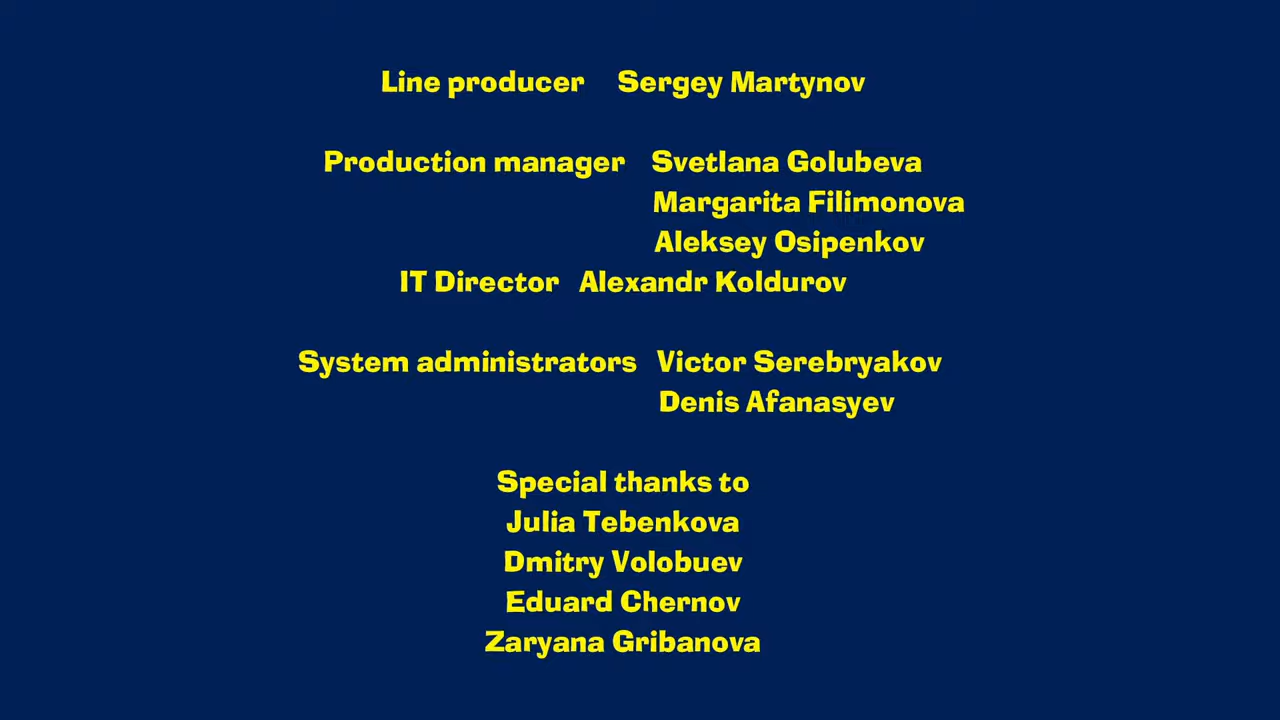 Line producer Sergey Martynov
Production manager Svetlana Golubeva
Margarita Filimonova
Aleksey Osipenkov
IT Director Alexandr Koldurov
System administrators Victor Serebryakov
Denis Afanasyev
Special thanks to
Julia Tebenkova
Dmitry Volobuev
Eduard Chernov
Zaryana Gribanova